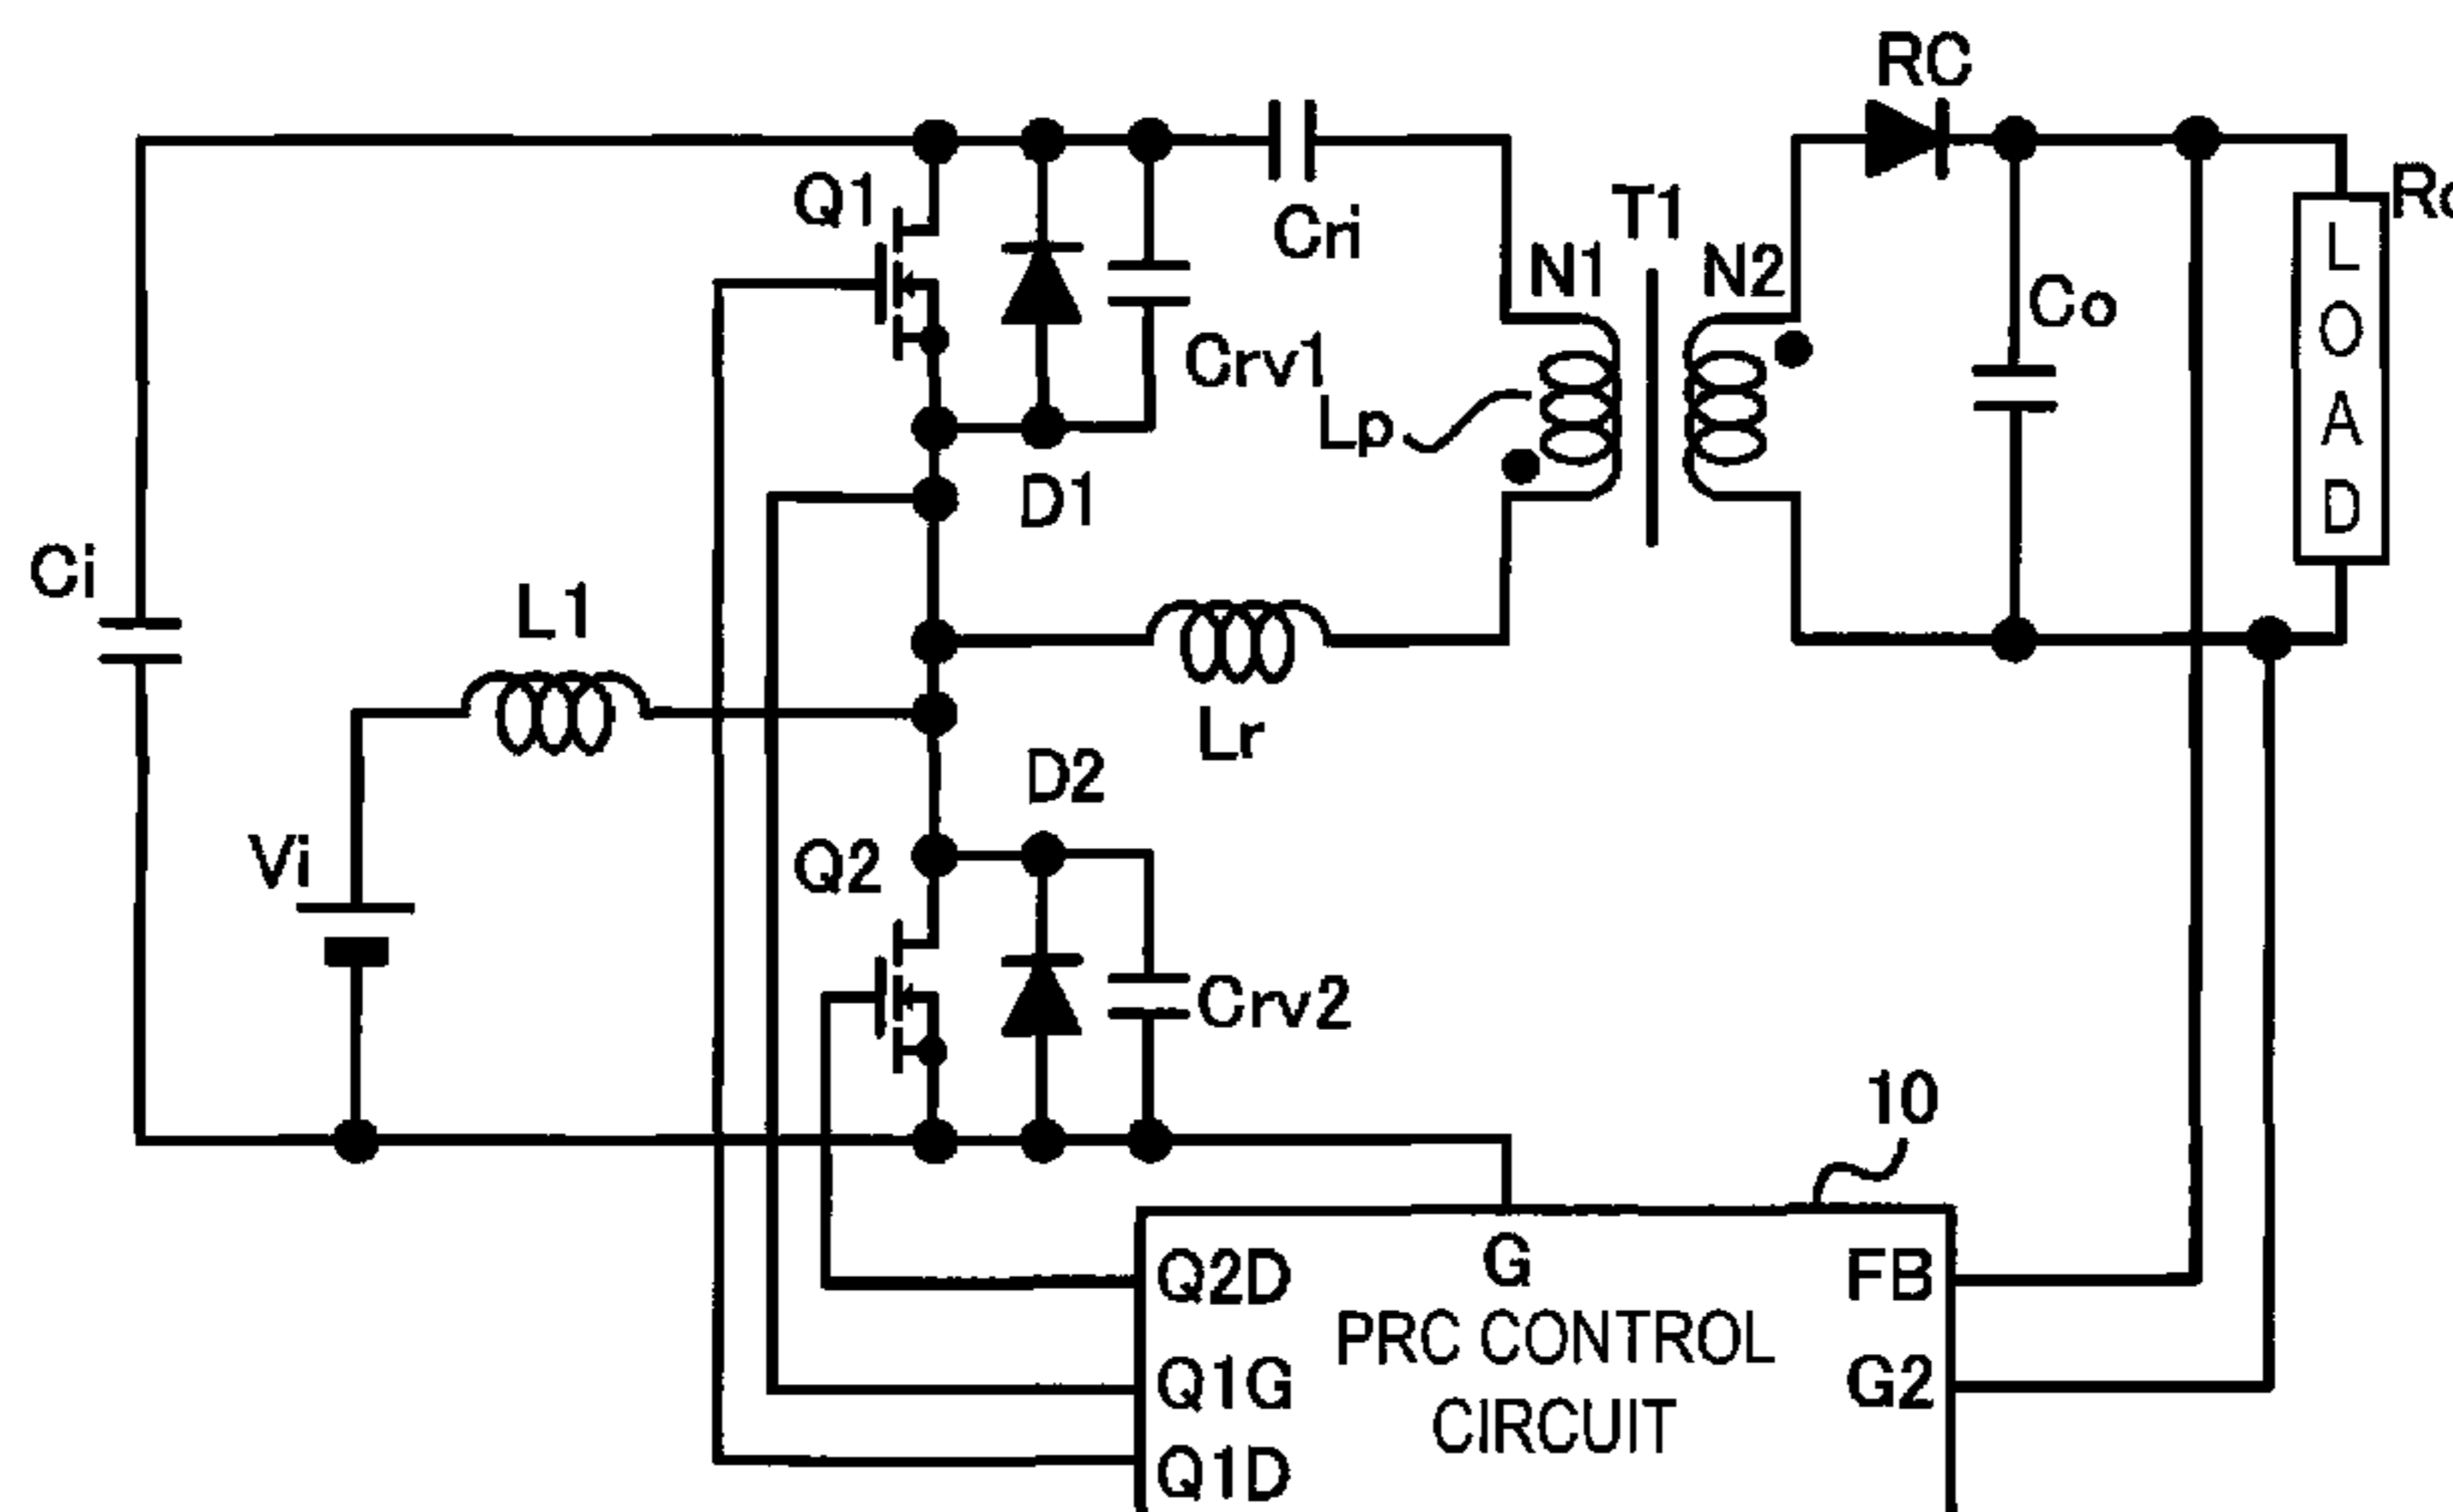 RC
Q1
T1
Cri
N1
N2
Co
L
O
A
D
Crv1
Lp
D1
Ci
L1
Lr
D2
Vi
Q2
Crv2
10
Q2D
G
FB
PRC CONTROL
Q1G
G2
CIRCUIT
Q1D